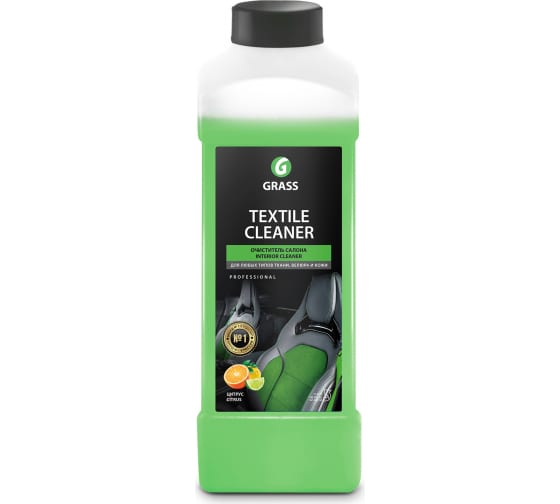 G
GRASS
TEXTILE
CLEANER
ОЧИСТИТЕЛЬ САЛОНА
INTERIOR CLEANER
ДЛЯ ЛЮБЫХ ТИПОВ ТКАНИ, ВЕЛЮРА И КОЖИ
PROFESSIONAL
№1
ЦИТРУС
CITRUS